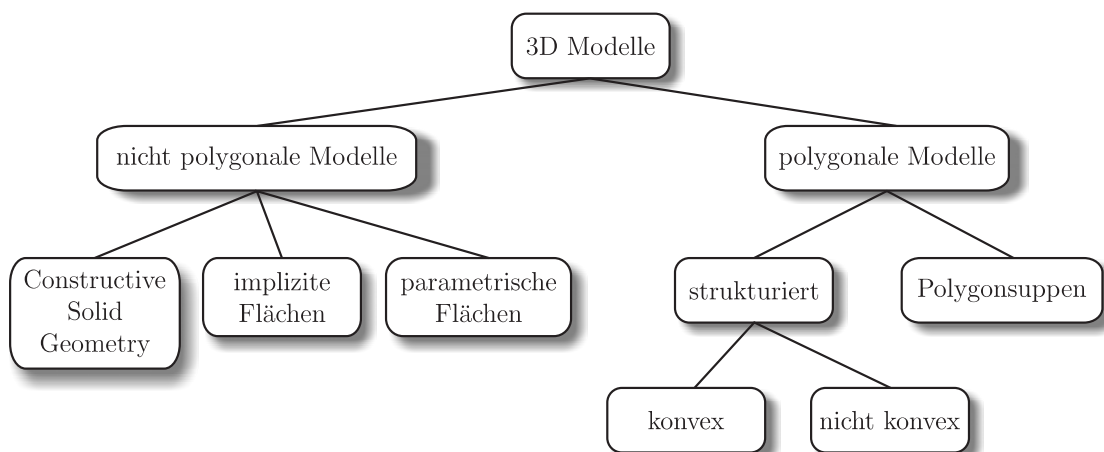 3D Modelle
nicht polygonale Modelle
polygonale Modelle
Constructive
Solid
Geometry
implizite
Flächen
parametrische
Flächen
strukturiert
Polygonsuppen
konvex
nicht konvex